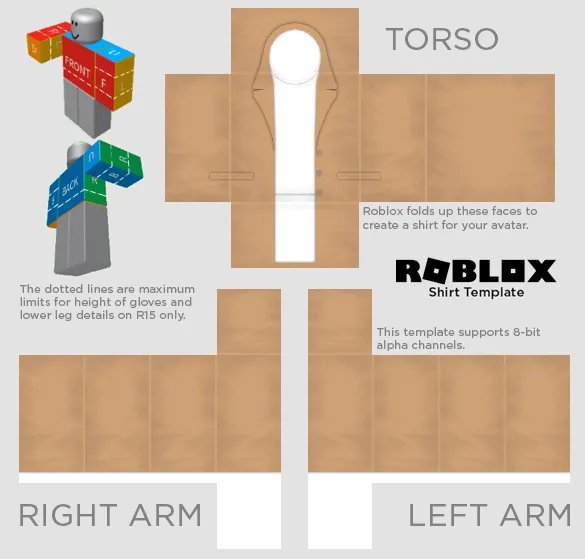 TORSO
FRONT
F
L
R
U
BACK
R
B
R
Roblox folds up these faces to
create a shirt for your avatar.
ROBLOX
Shirt Template
The dotted lines are maximum
limits for height of gloves and
lower leg details on R15 only.
This template supports 8-bit
alpha channels.
RIGHT ARM
LEFT ARM